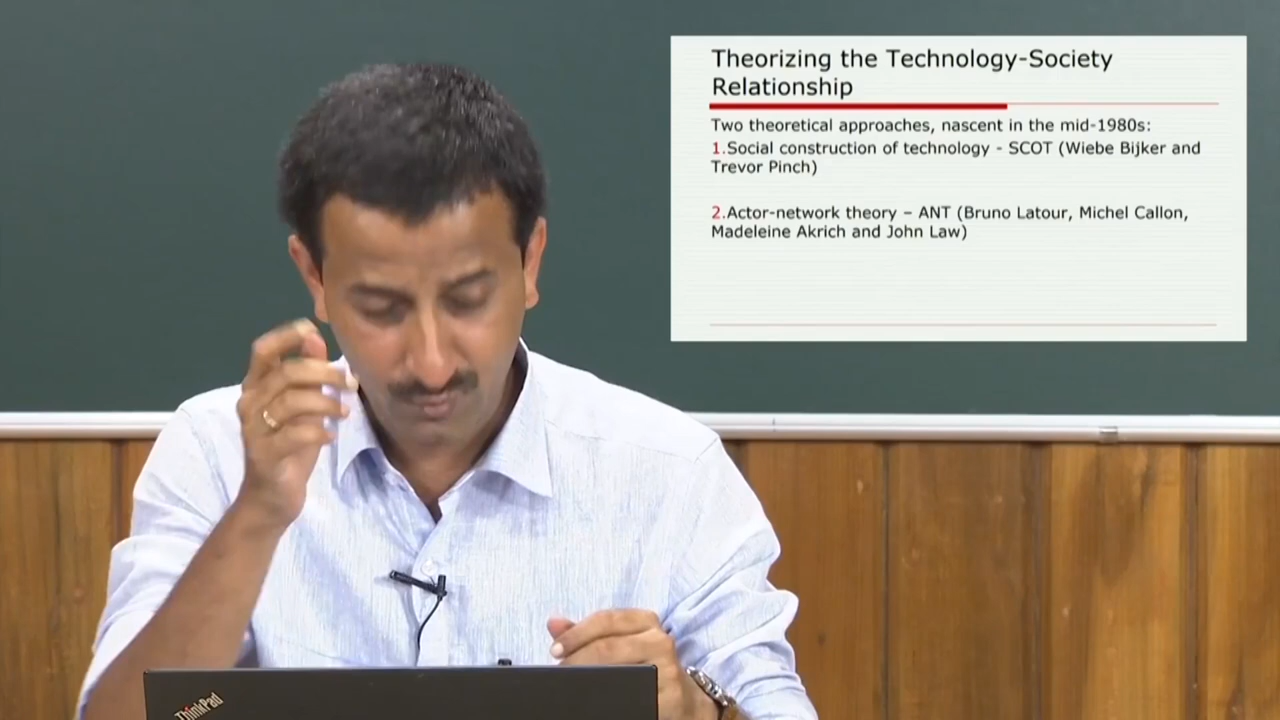 Theorizing the Technology-Society
Relationship
Two theoretical approaches, nascent in the mid-1980s:
1.Social construction of technology - SCOT (Wiebe Bijker and
Trevor Pinch)
2.Actor-network theory – ANT (Bruno Latour, Michel Callon,
Madeleine Akrich and John Law)
ThinkPad